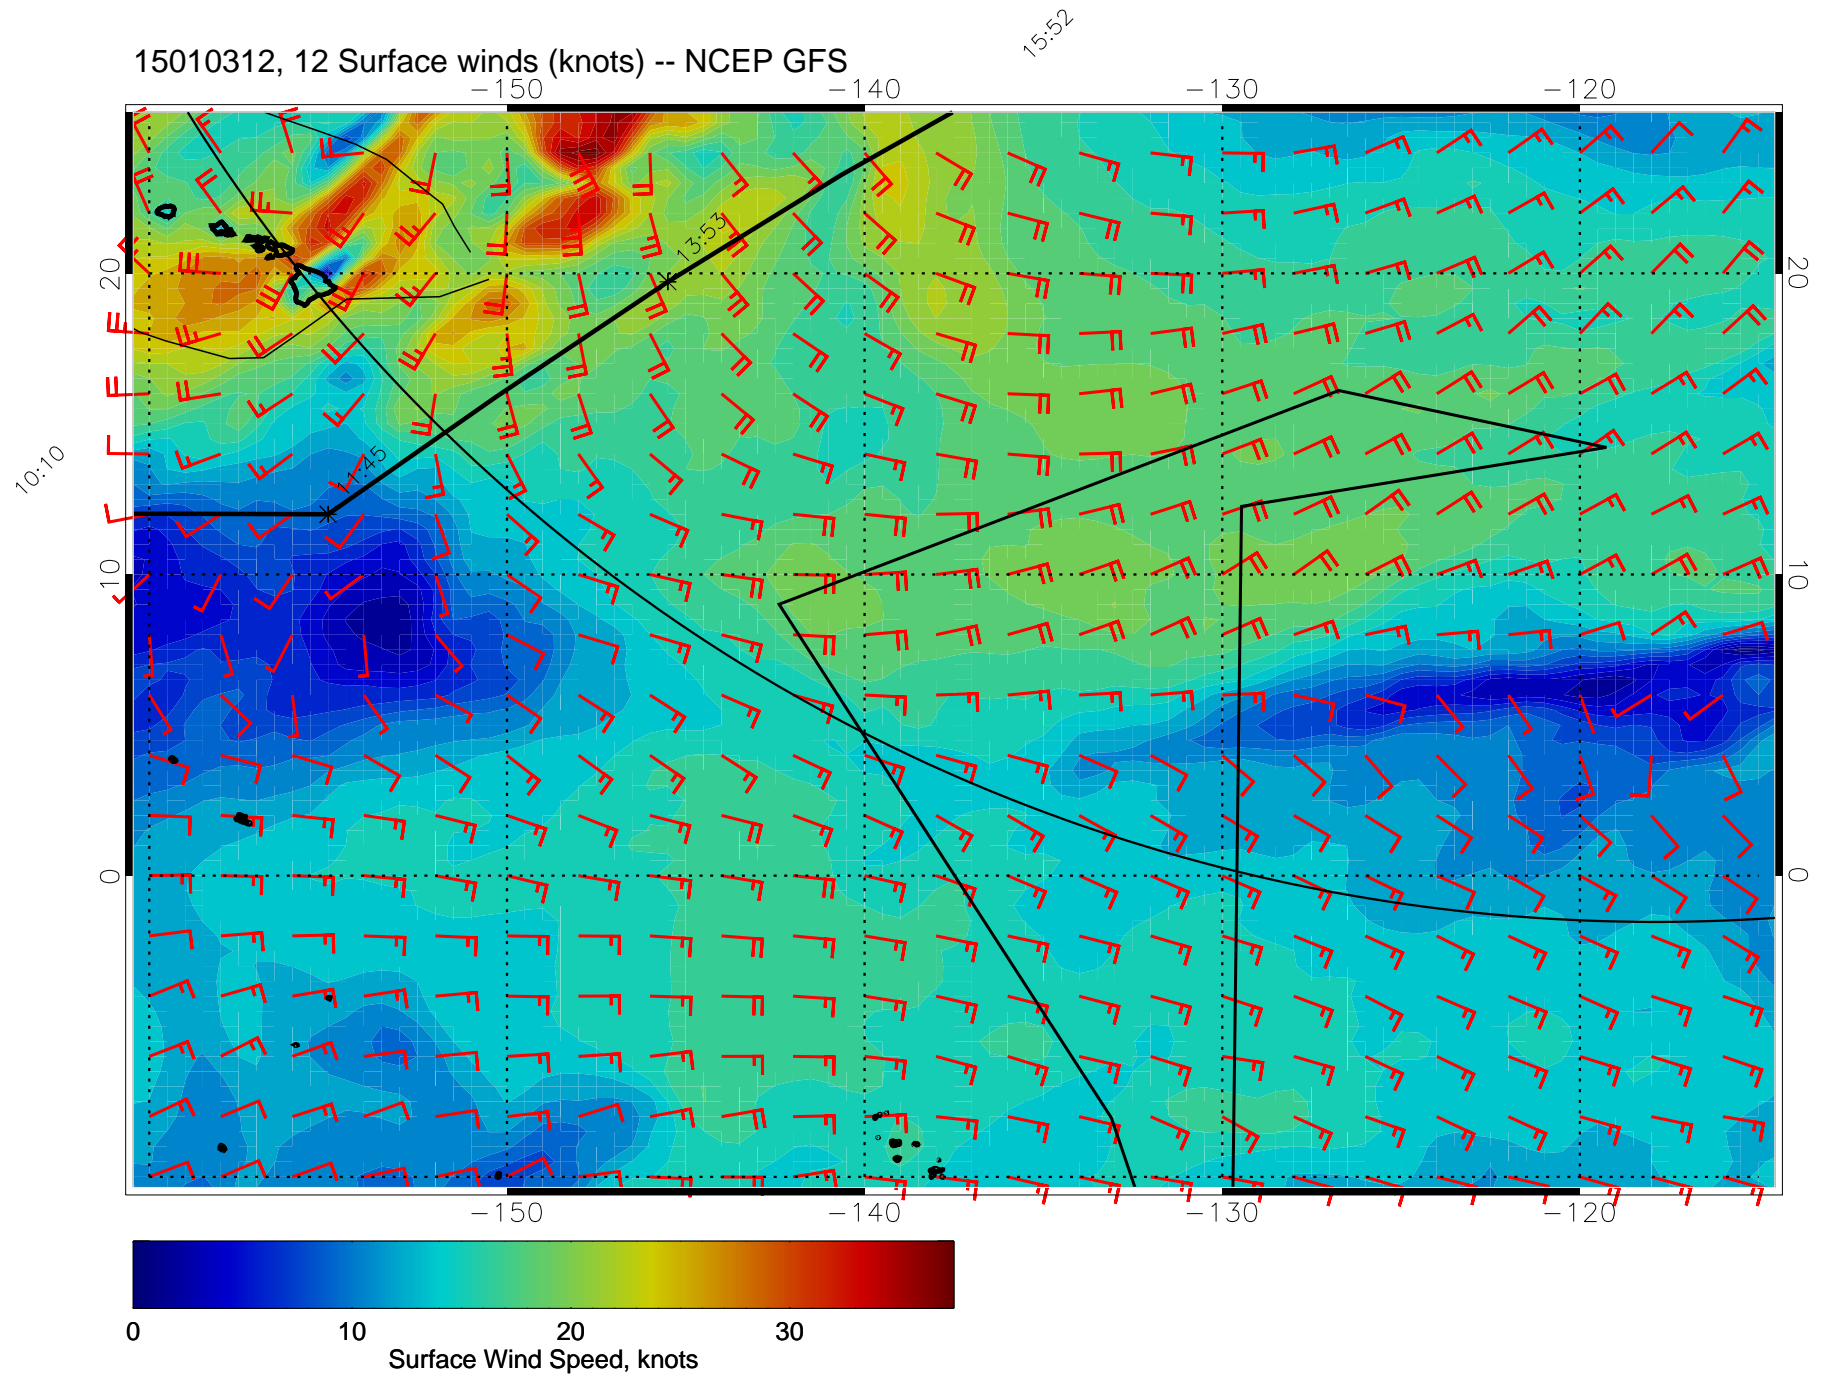 15:52
15010312, 12 Surface winds (knots) -- NCEP GFS
−150 −140 −130 −120
13:53
20 20
11:45
10:10
10 10
0 0
−150 −140 −130 −120
0 10 20 30
Surface Wind Speed, knots